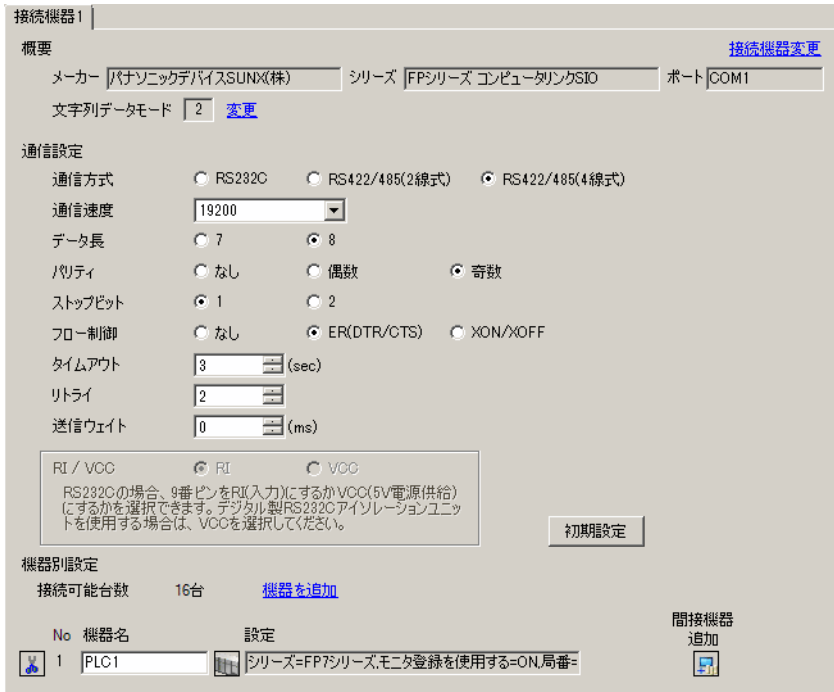 接続機器1
概要
接続機器変更
メーカー パナソニックデバイスSUNX(株) シリーズ FPシリーズ コンピュータリンクSIO ポート COM1
文字列データモード 2 変更
通信設定
通信方式 RS232C RS422/485(2線式) RS422/485(4線式)
通信速度 19200
データ長 7 8
パリティ なし 偶数 奇数
ストップビット 1 2
フロー制御 なし ER(DTR/CTS) XON/XOFF
タイムアウト 3 (sec)
リトライ 2
送信ウェイト 0 (ms)
RI / VCC RI VCC
RS232Cの場合、9番ピンをRI(入力)にするかVCC(5V電源供給)
にするかを選択できます。デジタル製RS232Cアイソレーションユニッ
トを使用する場合は、VCCを選択してください。
初期設定
機器別設定
接続可能台数 16台 機器を追加
間接機器
追加
No 機器名 設定
1 PLC1 シリーズ=FP7シリーズ,モニタ登録を使用する=ON,局番=